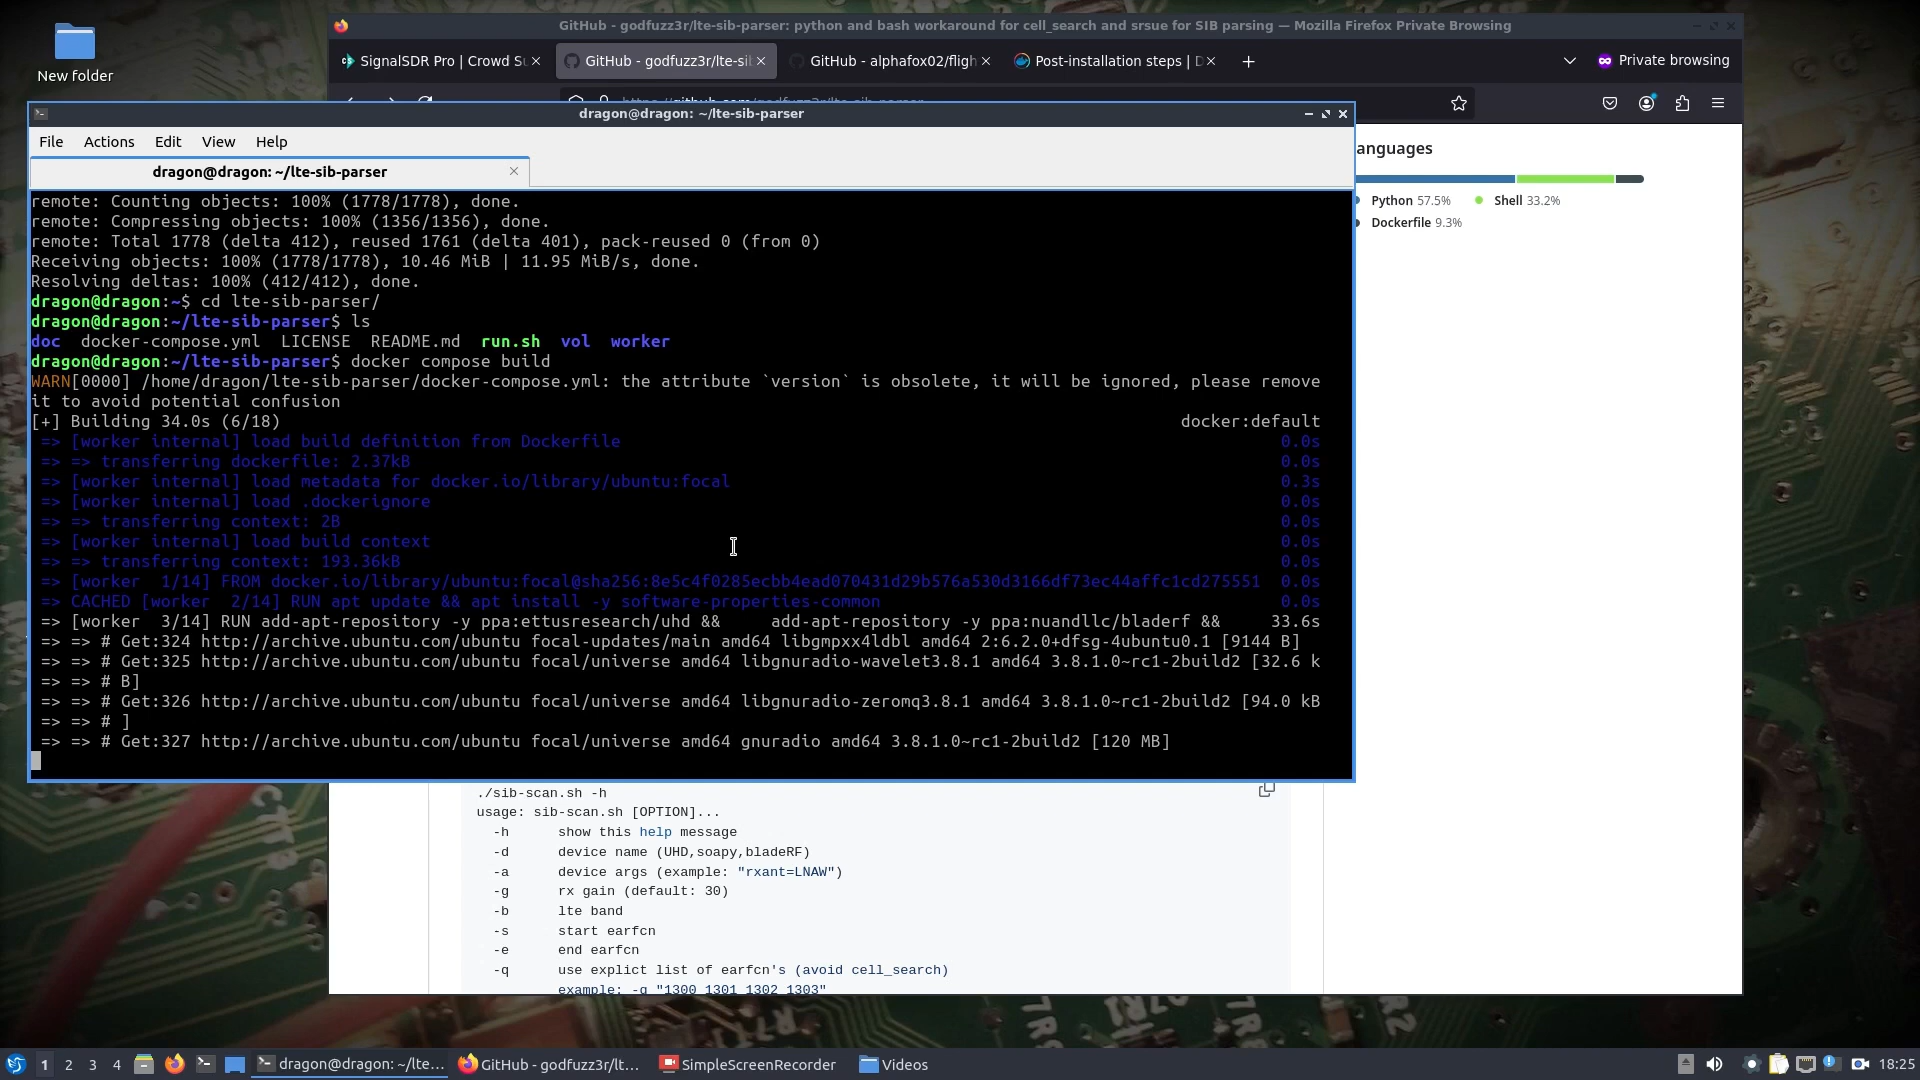 New folder
GitHub - godfuzz3r/lte-sib-parser: python and bash workaround for cell_search and srsue for SIB parsing — Mozilla Firefox Private Browsing
SignalSDR Pro | Crowd S
GitHub - godfuzz3r/lte-si
GitHub - alphafox02/fligh
Post-installation steps | D
Private browsing
dragon@dragon: ~/lte-sib-parser
File Actions Edit View Help
dragon@dragon: ~/lte-sib-parser
remote: Counting objects: 100% (1778/1778), done.
remote: Compressing objects: 100% (1356/1356), done.
remote: Total 1778 (delta 412), reused 1761 (delta 401), pack-reused 0 (from 0)
Receiving objects: 100% (1778/1778), 10.46 MiB | 11.95 MiB/s, done.
Resolving deltas: 100% (412/412), done.
dragon@dragon:~$ cd lte-sib-parser/
dragon@dragon:~/lte-sib-parser$ ls
doc docker-compose.yml LICENSE README.md run.sh vol worker
dragon@dragon:~/lte-sib-parser$ docker compose build
WARN[0000] /home/dragon/lte-sib-parser/docker-compose.yml: the attribute `version` is obsolete, it will be ignored, please remove
it to avoid potential confusion
[+] Building 34.0s (6/18) docker:default
=> [worker internal] load build definition from Dockerfile 0.0s
=> => transferring dockerfile: 2.37kB 0.0s
=> [worker internal] load metadata for docker.io/library/ubuntu:focal 0.3s
=> [worker internal] load .dockerignore 0.0s
=> => transferring context: 2B 0.0s
=> [worker internal] load build context 0.0s
=> => transferring context: 193.36kB 0.0s
=> [worker 1/14] FROM docker.io/library/ubuntu:focal@sha256:8e5c4f0285ecbb4ead070431d29b576a530d3166df73ec44affc1cd275551 0.0s
=> CACHED [worker 2/14] RUN apt update && apt install -y software-properties-common 0.0s
=> [worker 3/14] RUN add-apt-repository -y ppa:ettusresearch/uhd && add-apt-repository -y ppa:nuandllc/bladerf && 33.6s
=> => # Get:324 http://archive.ubuntu.com/ubuntu focal-updates/main amd64 libgmpxx4ldbl amd64 2:6.2.0+dfsg-4ubuntu0.1 [9144 B]
=> => # Get:325 http://archive.ubuntu.com/ubuntu focal/universe amd64 libgnuradio-wavelet3.8.1 amd64 3.8.1.0~rc1-2build2 [32.6 k
=> => # B]
=> => # Get:326 http://archive.ubuntu.com/ubuntu focal/universe amd64 libgnuradio-zeromq3.8.1 amd64 3.8.1.0~rc1-2build2 [94.0 kB
=> => # ]
=> => # Get:327 http://archive.ubuntu.com/ubuntu focal/universe amd64 gnuradio amd64 3.8.1.0~rc1-2build2 [120 MB]
anguages
Python 57.5% Shell 33.2%
Dockerfile 9.3%
./sib-scan.sh -h
usage: sib-scan.sh [OPTION]...
-h show this help message
-d device name (UHD,soapy,bladeRF)
-a device args (example: "rxant=LNAW")
-g rx gain (default: 30)
-b lte band
-s start earfcn
-e end earfcn
-q use explict list of earfcn's (avoid cell_search)
example: -q "1300 1301 1302 1303"
1 2 3 4
dragon@dragon: ~/lte...
GitHub - godfuzz3r/lt...
SimpleScreenRecorder
Videos
18:25